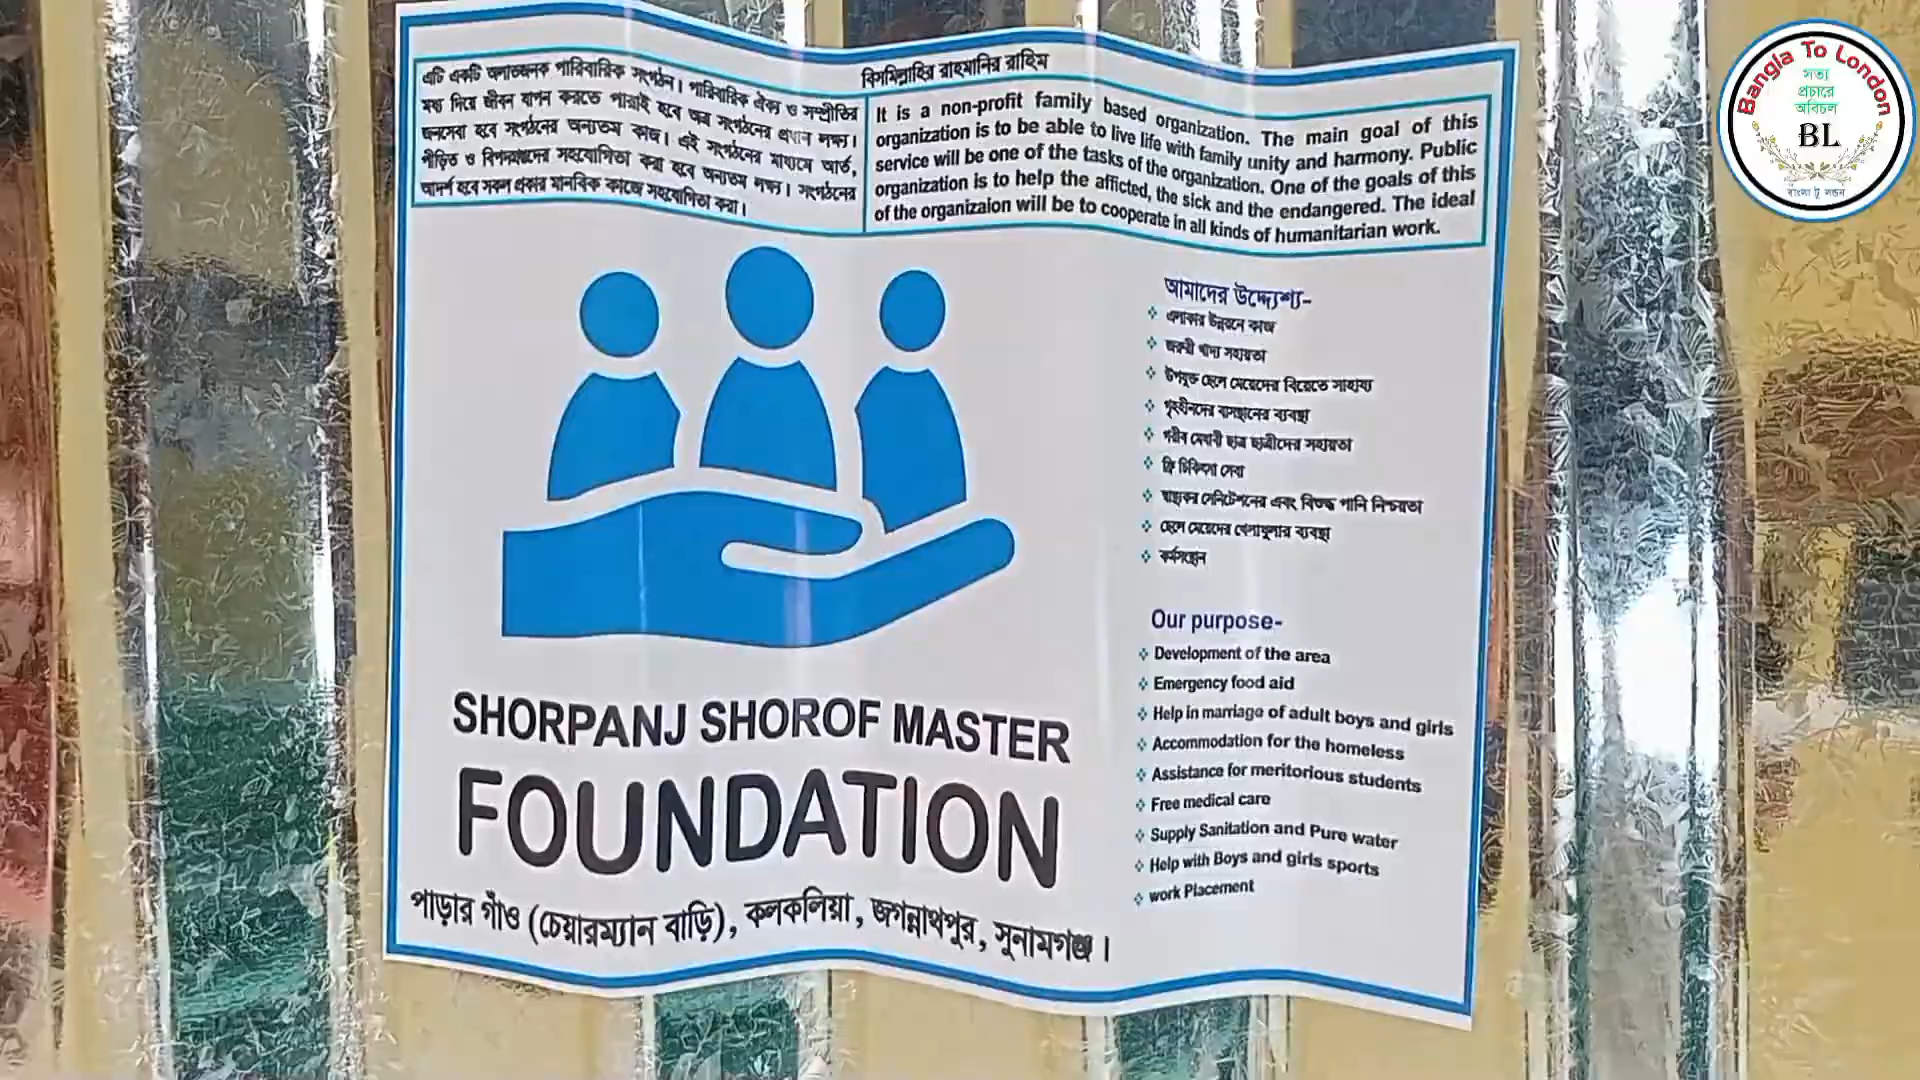 বিসমিল্লাহির রাহমানির রাহিম
এটি একটি অলাভজনক পারিবারিক সংগঠন। পারিবারিক ঐক্য ও সম্প্রীতির
মধ্য দিয়ে জীবন যাপন করতে পারাই হবে অত্র সংগঠনের প্রধান লক্ষ্য।
জনসেবা হবে সংগঠনের অন্যতম কাজ। এই সংগঠনের মাধ্যমে আর্ত,
পীড়িত ও বিপদগ্রস্থদের সহযোগিতা করা হবে অন্যতম লক্ষ্য। সংগঠনের
আদর্শ হবে সকল প্রকার মানবিক কাজে সহযোগিতা করা।
It is a non-profit family based organization. The main goal of this
organization is to be able to live life with family unity and harmony. Public
service will be one of the tasks of the organization. One of the goals of this
organization is to help the afficted, the sick and the endangered. The ideal
of the organizaion will be to cooperate in all kinds of humanitarian work.
আমাদের উদ্দ্যেশ্য-
এলাকার উন্নয়নে কাজ
জরুরী খাদ্য সহায়তা
উপযুক্ত ছেলে মেয়েদের বিয়েতে সাহায্য
গৃহহীনদের বাসস্থানের ব্যবস্থা
গরীব মেধাবী ছাত্র ছাত্রীদের সহায়তা
ফ্রি চিকিৎসা সেবা
স্বাস্থ্যকর সেনিটেশনের এবং বিশুদ্ধ পানি নিশ্চয়তা
ছেলে মেয়েদের খেলাধুলার ব্যবস্থা
কর্মসংস্থান
Our purpose-
Development of the area
Emergency food aid
Help in marriage of adult boys and girls
Accommodation for the homeless
Assistance for meritorious students
Free medical care
Supply Sanitation and Pure water
Help with Boys and girls sports
work Placement
SHORPANJ SHOROF MASTER
FOUNDATION
পাড়ার গাঁও (চেয়ারম্যান বাড়ি), কলকলিয়া, জগন্নাথপুর, সুনামগঞ্জ।
Bangla To London
সত্য
প্রচারে
অবিচল
BL
বাংলা টু লন্ডন